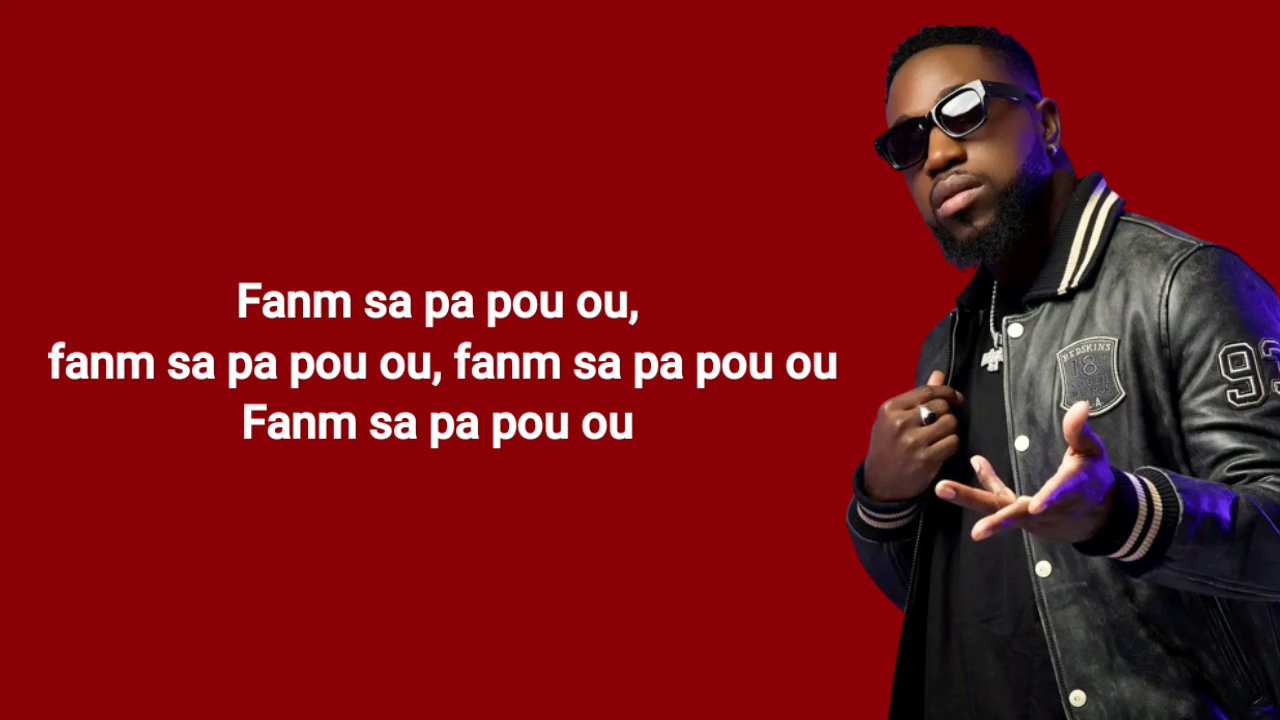 Fanm sa pa pou ou,
fanm sa pa pou ou, fanm sa pa pou ou
Fanm sa pa pou ou
REDSKINS
18
93